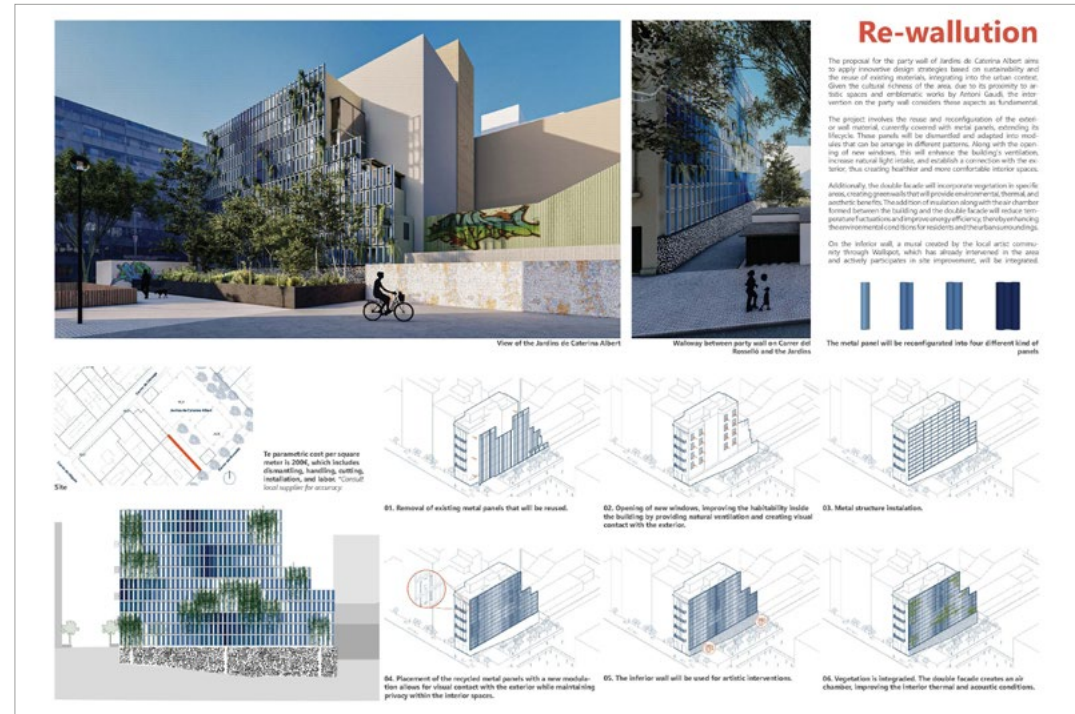 Re-wallution
The proposal for the party wall of Jardins de Caterina Albert aims
to apply innovative design strategies based on sustainability and
the reuse of existing materials, integrating into the urban context.
Given the cultural richness of the area, due to its proximity to ar-
tistic spaces and emblematic works by Antoni Gaudí, the inter-
vention on the party wall considers these aspects as fundamental.
The project involves the reuse and reconfiguration of the exteri-
or wall material, currently covered with metal panels, extending its
lifecycle. These panels will be dismantled and adapted into mod-
ules that can be arrange in different patterns. Along with the open-
ing of new windows, this will enhance the building's ventilation,
increase natural light intake, and establish a connection with the ex-
terior, thus creating healthier and more comfortable interior spaces.
Additionally, the double facade will incorporate vegetation in specific
areas, creating green walls that will provide environmental, thermal, and
aesthetic benefits. The addition of insulation along with the air chamber
formed between the building and the double facade will reduce tem-
perature fluctuations and improve energy efficiency, thereby enhancing
the environmental conditions for residents and the urban surroundings.
On the inferior wall, a mural created by the local artist commu-
nity through Wallspot, which has already intervened in the area
and actively participates in site improvement, will be integrated.
View of the Jardins de Caterina Albert
Walkway between party wall on Carrer del
Rosselló and the Jardins
The metal panel will be reconfigurated into four different kind of
panels
Jardins de Caterina Albert
Site
Te parametric cost per square
meter is 200€, which includes
dismantling, handling, cutting,
installation, and labor. *Consult
local supplier for accuracy.
01. Removal of existing metal panels that will be reused.
02. Opening of new windows, improving the habitability inside
the building by providing natural ventilation and creating visual
contact with the exterior.
03. Metal structure instalation.
04. Placement of the recycled metal panels with a new modula-
tion allows for visual contact with the exterior while maintaining
privacy within the interior spaces.
05. The inferior wall will be used for artistic interventions.
06. Vegetation is integraded. The double facade creates an air
chamber, improving the interior thermal and acoustic conditions.